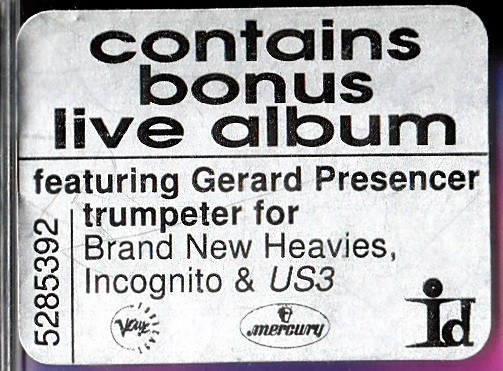 contains
bonus
live album
featuring Gerard Presencer
trumpeter for
Brand New Heavies,
Incognito & US3
5285392
Verve
mercury
id